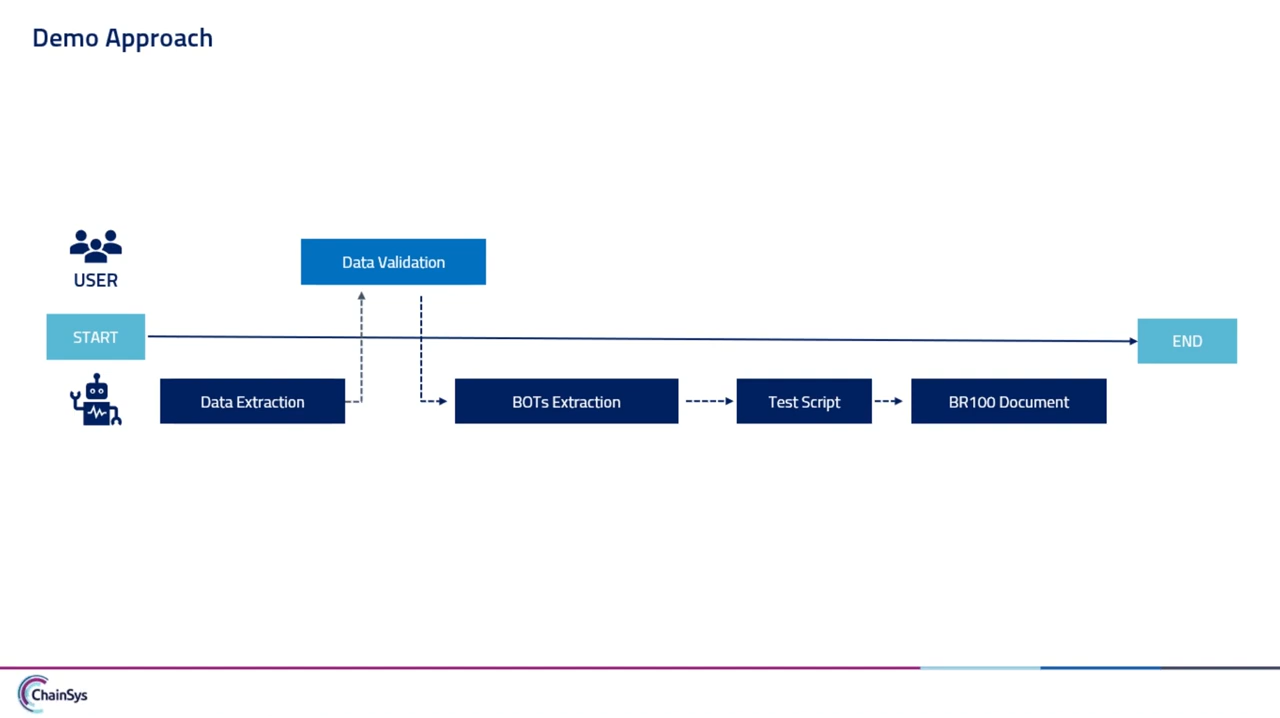 Demo Approach
Data Validation
USER
START
END
Data Extraction
BOTs Extraction
Test Script
BR100 Document
ChainSys